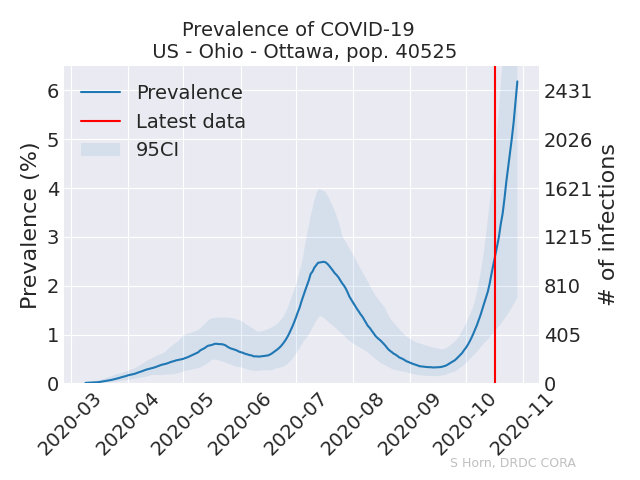 Prevalence of COVID-19
US - Ohio - Ottawa, pop. 40525
Prevalence
Latest data
95CI
Prevalence (%)
6
5
4
3
2
1
0
2431
2026
1621
1215
810
405
0
# of infections
2020-03
2020-04
2020-05
2020-06
2020-07
2020-08
2020-09
2020-10
2020-11
S Horn, DRDC CORA